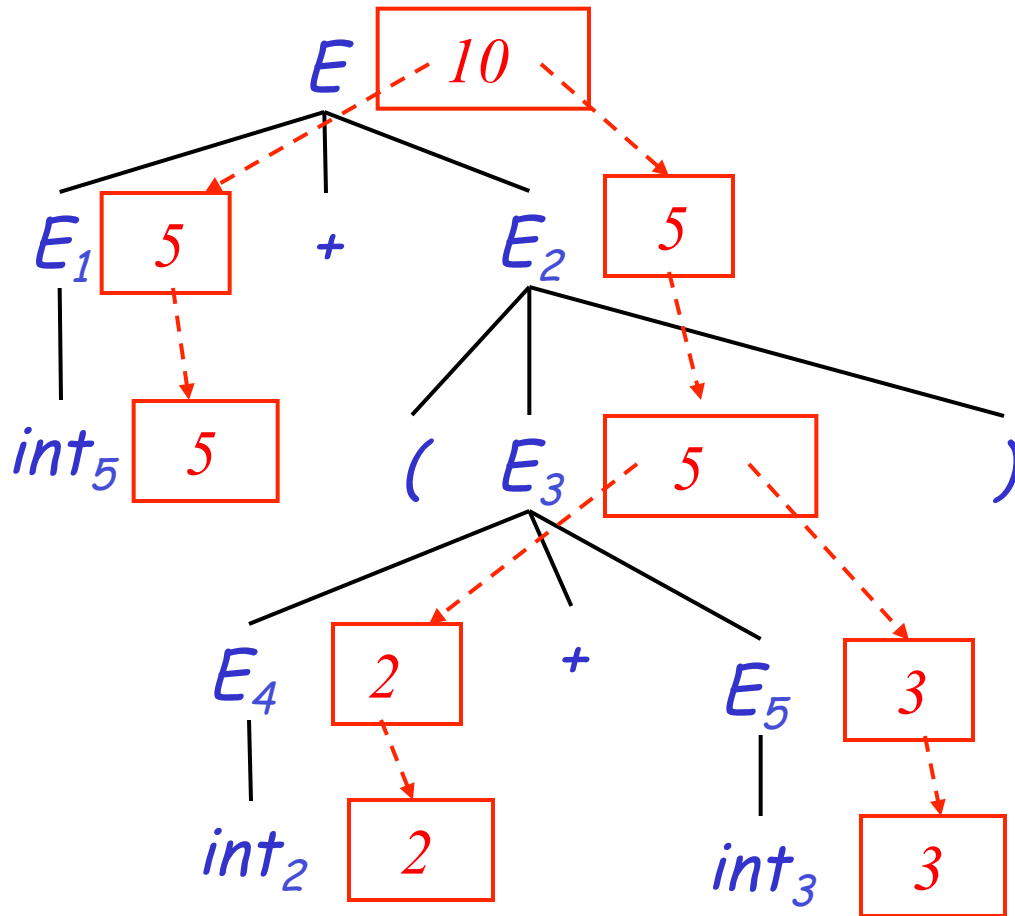 E 10
E₁ 5 + E₂ 5
int₅ 5 ( E₃ 5 )
E₄ 2 + E₅ 3
int₂ 2 int₃ 3